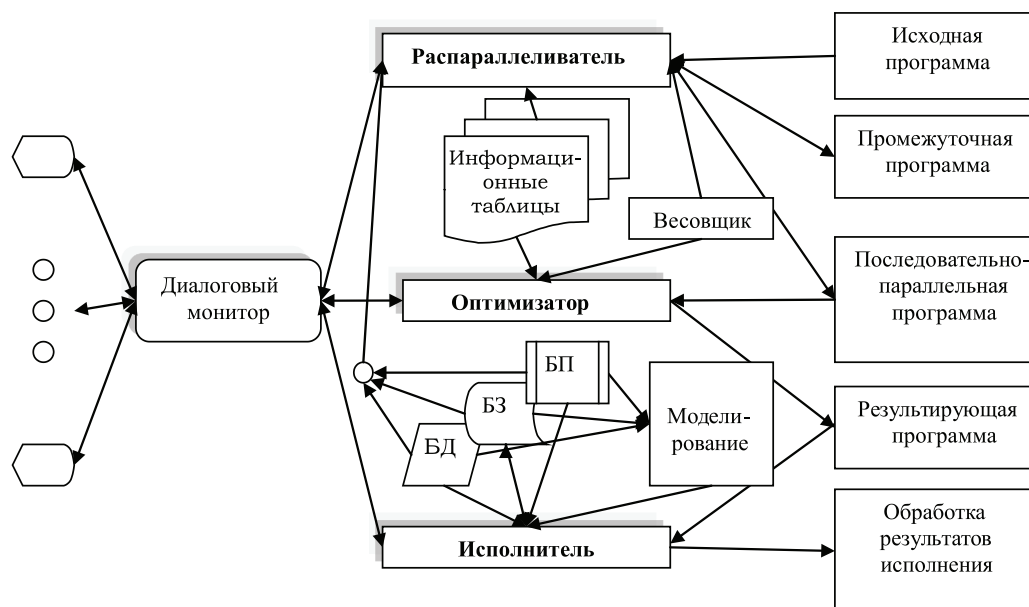 Распараллеливатель
Исходная
программа
Промежуточная
программа
Информаци-
онные
таблицы
Весовщик
Диалоговый
монитор
Оптимизатор
Последовательно-
параллельная
программа
БП
БЗ
БД
Модели-
рование
Результирующая
программа
Исполнитель
Обработка
результатов
исполнения